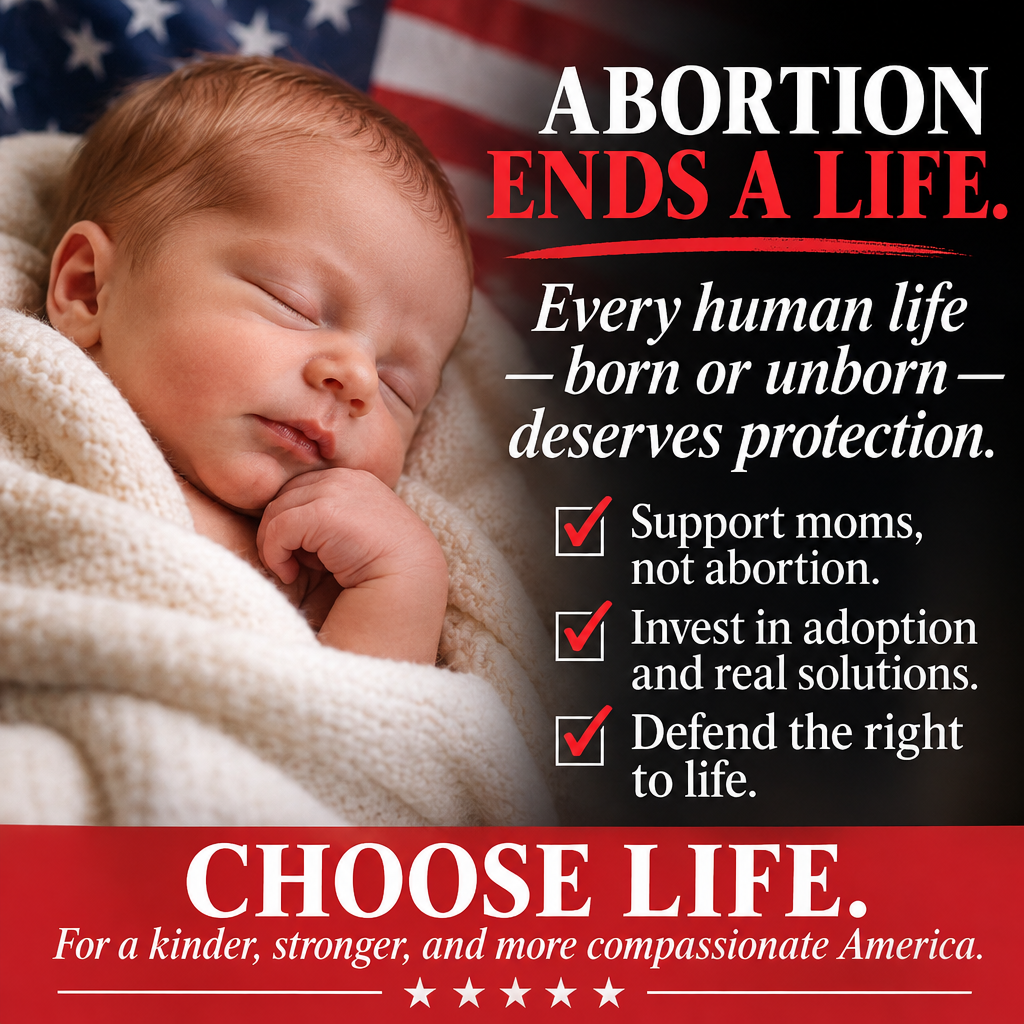 ABORTION
ENDS A LIFE.
Every human life
—born or unborn—
deserves protection.
Support moms,
not abortion.
Invest in adoption
and real solutions.
Defend the right
to life.
CHOOSE LIFE.
For a kinder, stronger, and more compassionate America.